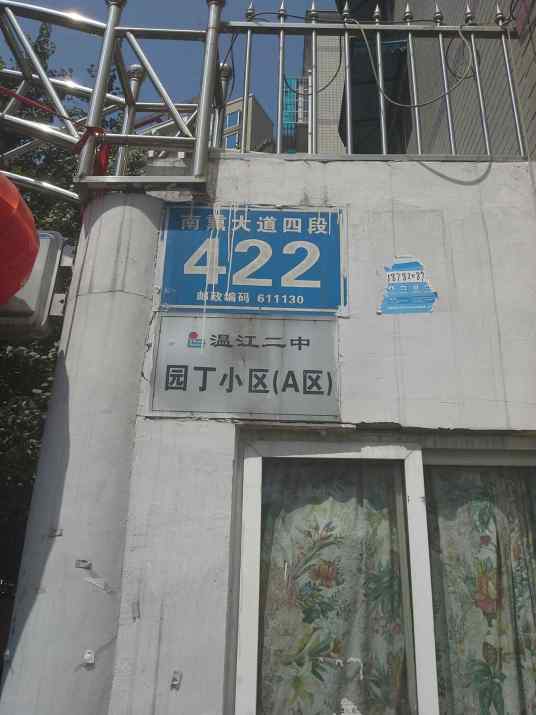 南熏大道四段
422
邮政编码 611130
温江二中
园丁小区(A区)